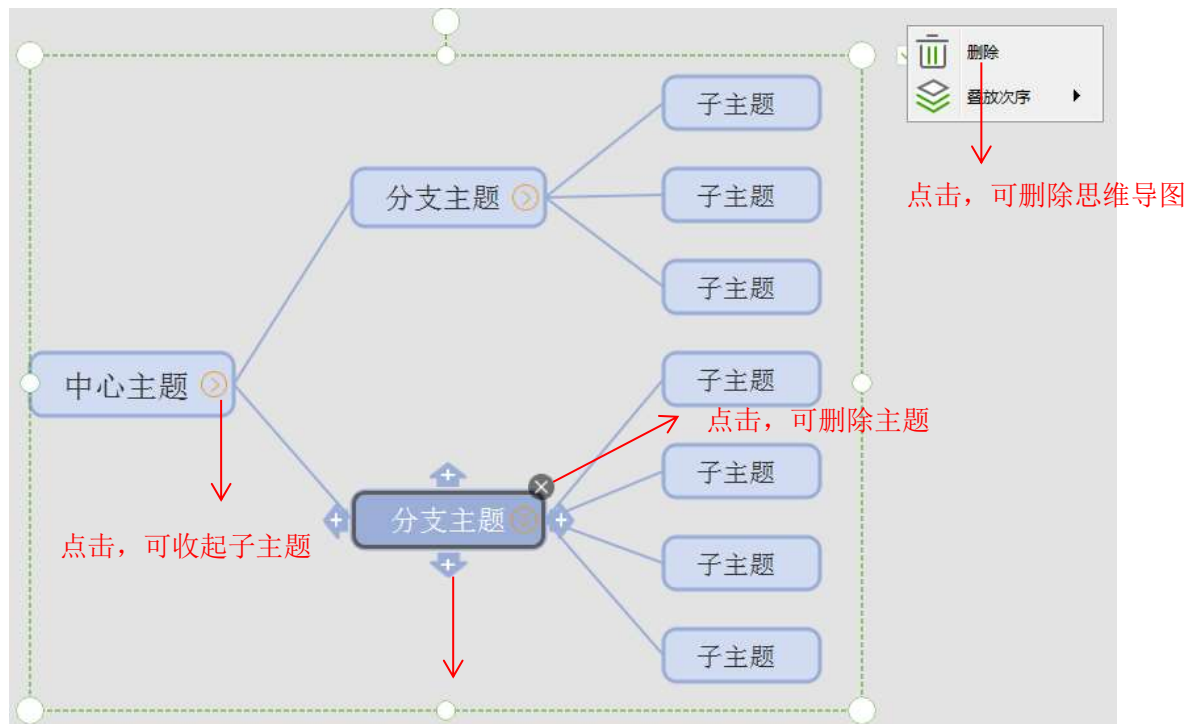 删除
叠放次序
点击，可删除思维导图
子主题
分支主题
子主题
子主题
中心主题
子主题
点击，可删除主题
子主题
分支主题
点击，可收起子主题
子主题
子主题